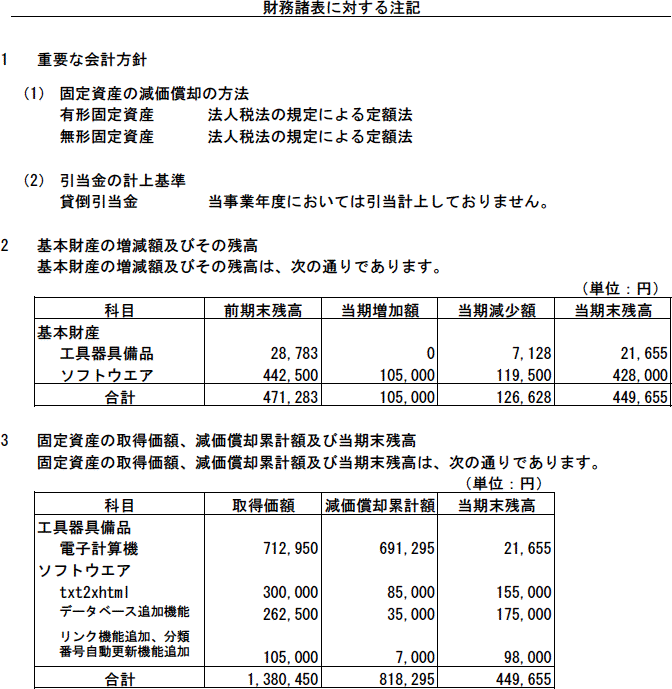 財務諸表に対する注記
1 重要な会計方針
(1) 固定資産の減価償却の方法
有形固定資産 法人税法の規定による定額法
無形固定資産 法人税法の規定による定額法
(2) 引当金の計上基準
貸倒引当金 当事業年度においては引当計上しておりません。
2 基本財産の増減額及びその残高
基本財産の増減額及びその残高は、次の通りであります。
(単位:円)
科目 前期末残高 当期増加額 当期減少額 当期末残高
基本財産
工具器具備品 28,783 0 7,128 21,655
ソフトウエア 442,500 105,000 119,500 428,000
合計 471,283 105,000 126,628 449,655
3 固定資産の取得価額、減価償却累計額及び当期末残高
固定資産の取得価額、減価償却累計額及び当期末残高は、次の通りであります。
(単位:円)
科目 取得価額 減価償却累計額 当期末残高
工具器具備品
電子計算機 712,950 691,295 21,655
ソフトウエア
txt2xhtml 300,000 85,000 155,000
データベース追加機能 262,500 35,000 175,000
リンク機能追加、分類
番号自動更新機能追加 105,000 7,000 98,000
合計 1,380,450 818,295 449,655